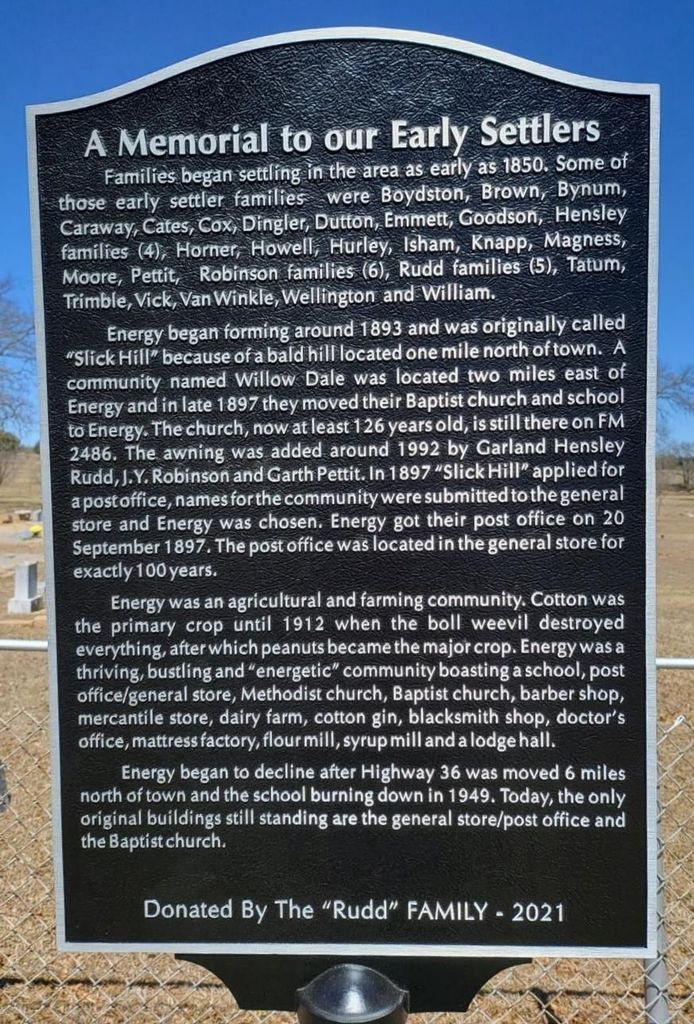 A Memorial to our Early Settlers
Families began settling in the area as early as 1850. Some of
those early settler families were Boydston, Brown, Bynum,
Caraway, Cates, Cox, Dingler, Dutton, Emmett, Goodson, Hensley
families (4), Horner, Howell, Hurley, Isham, Knapp, Magness,
Moore, Pettit, Robinson families (6), Rudd families (5), Tatum,
Trimble, Vick, Van Winkle, Wellington and William.
Energy began forming around 1893 and was originally called
"Slick Hill" because of a bald hill located one mile north of town. A
community named Willow Dale was located two miles east of
Energy and in late 1897 they moved their Baptist church and school
to Energy. The church, now at least 126 years old, is still there on FM
2486. The awning was added around 1992 by Garland Hensley
Rudd, J.Y. Robinson and Garth Pettit. In 1897 "Slick Hill" applied for
a post office, names for the community were submitted to the general
store and Energy was chosen. Energy got their post office on 20
September 1897. The post office was located in the general store for
exactly 100 years.
Energy was an agricultural and farming community. Cotton was
the primary crop until 1912 when the boll weevil destroyed
everything, after which peanuts became the major crop. Energy was a
thriving, bustling and "energetic" community boasting a school, post
office/general store, Methodist church, Baptist church, barber shop,
mercantile store, dairy farm, cotton gin, blacksmith shop, doctor's
office, mattress factory, flour mill, syrup mill and a lodge hall.
Energy began to decline after Highway 36 was moved 6 miles
north of town and the school burning down in 1949. Today, the only
original buildings still standing are the general store/post office and
the Baptist church.
Donated By The "Rudd" FAMILY - 2021